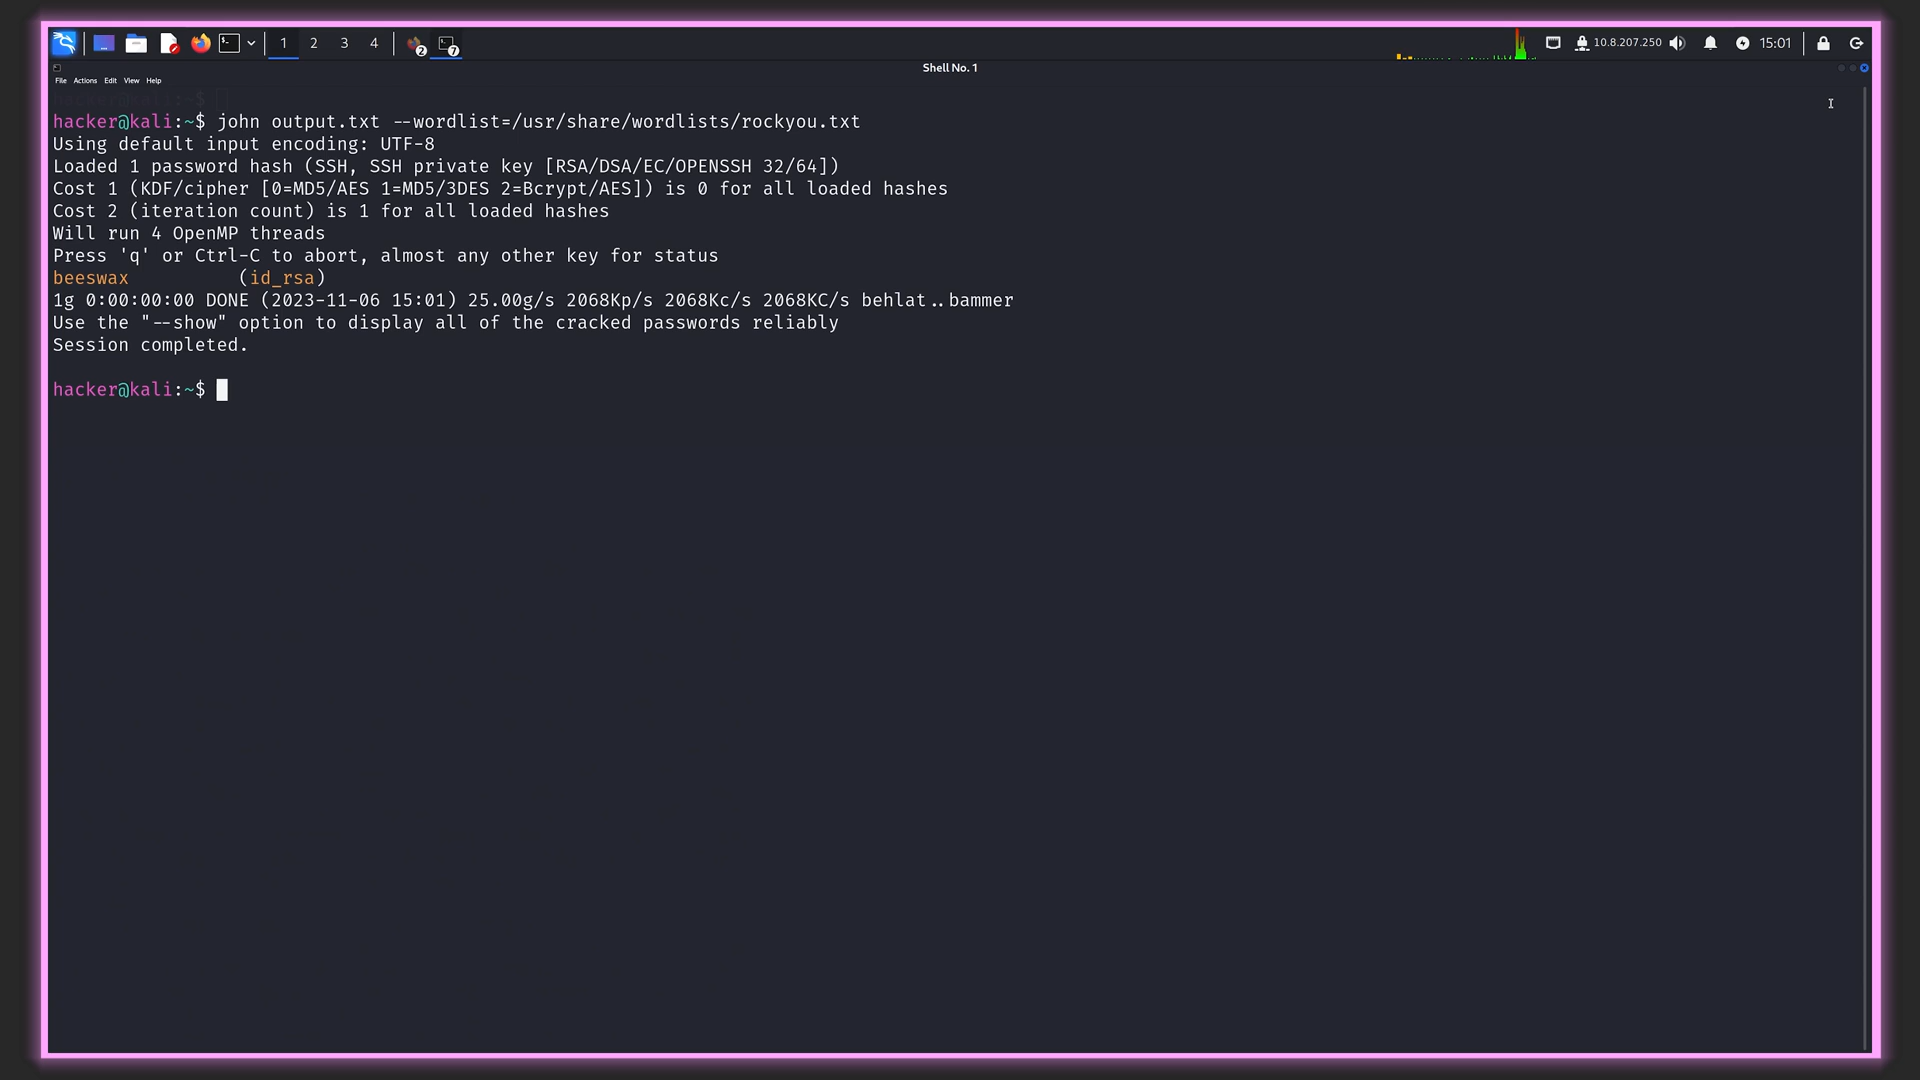 1 2 3 4 2 7 10.8.207.250 15:01
Shell No. 1
File Actions Edit View Help
hacker@kali:~$
hacker@kali:~$ john output.txt --wordlist=/usr/share/wordlists/rockyou.txt
Using default input encoding: UTF-8
Loaded 1 password hash (SSH, SSH private key [RSA/DSA/EC/OPENSSH 32/64])
Cost 1 (KDF/cipher [0=MD5/AES 1=MD5/3DES 2=Bcrypt/AES]) is 0 for all loaded hashes
Cost 2 (iteration count) is 1 for all loaded hashes
Will run 4 OpenMP threads
Press 'q' or Ctrl-C to abort, almost any other key for status
beeswax          (id_rsa)
1g 0:00:00:00 DONE (2023-11-06 15:01) 25.00g/s 2068Kp/s 2068Kc/s 2068KC/s behlat..bammer
Use the "--show" option to display all of the cracked passwords reliably
Session completed.
hacker@kali:~$